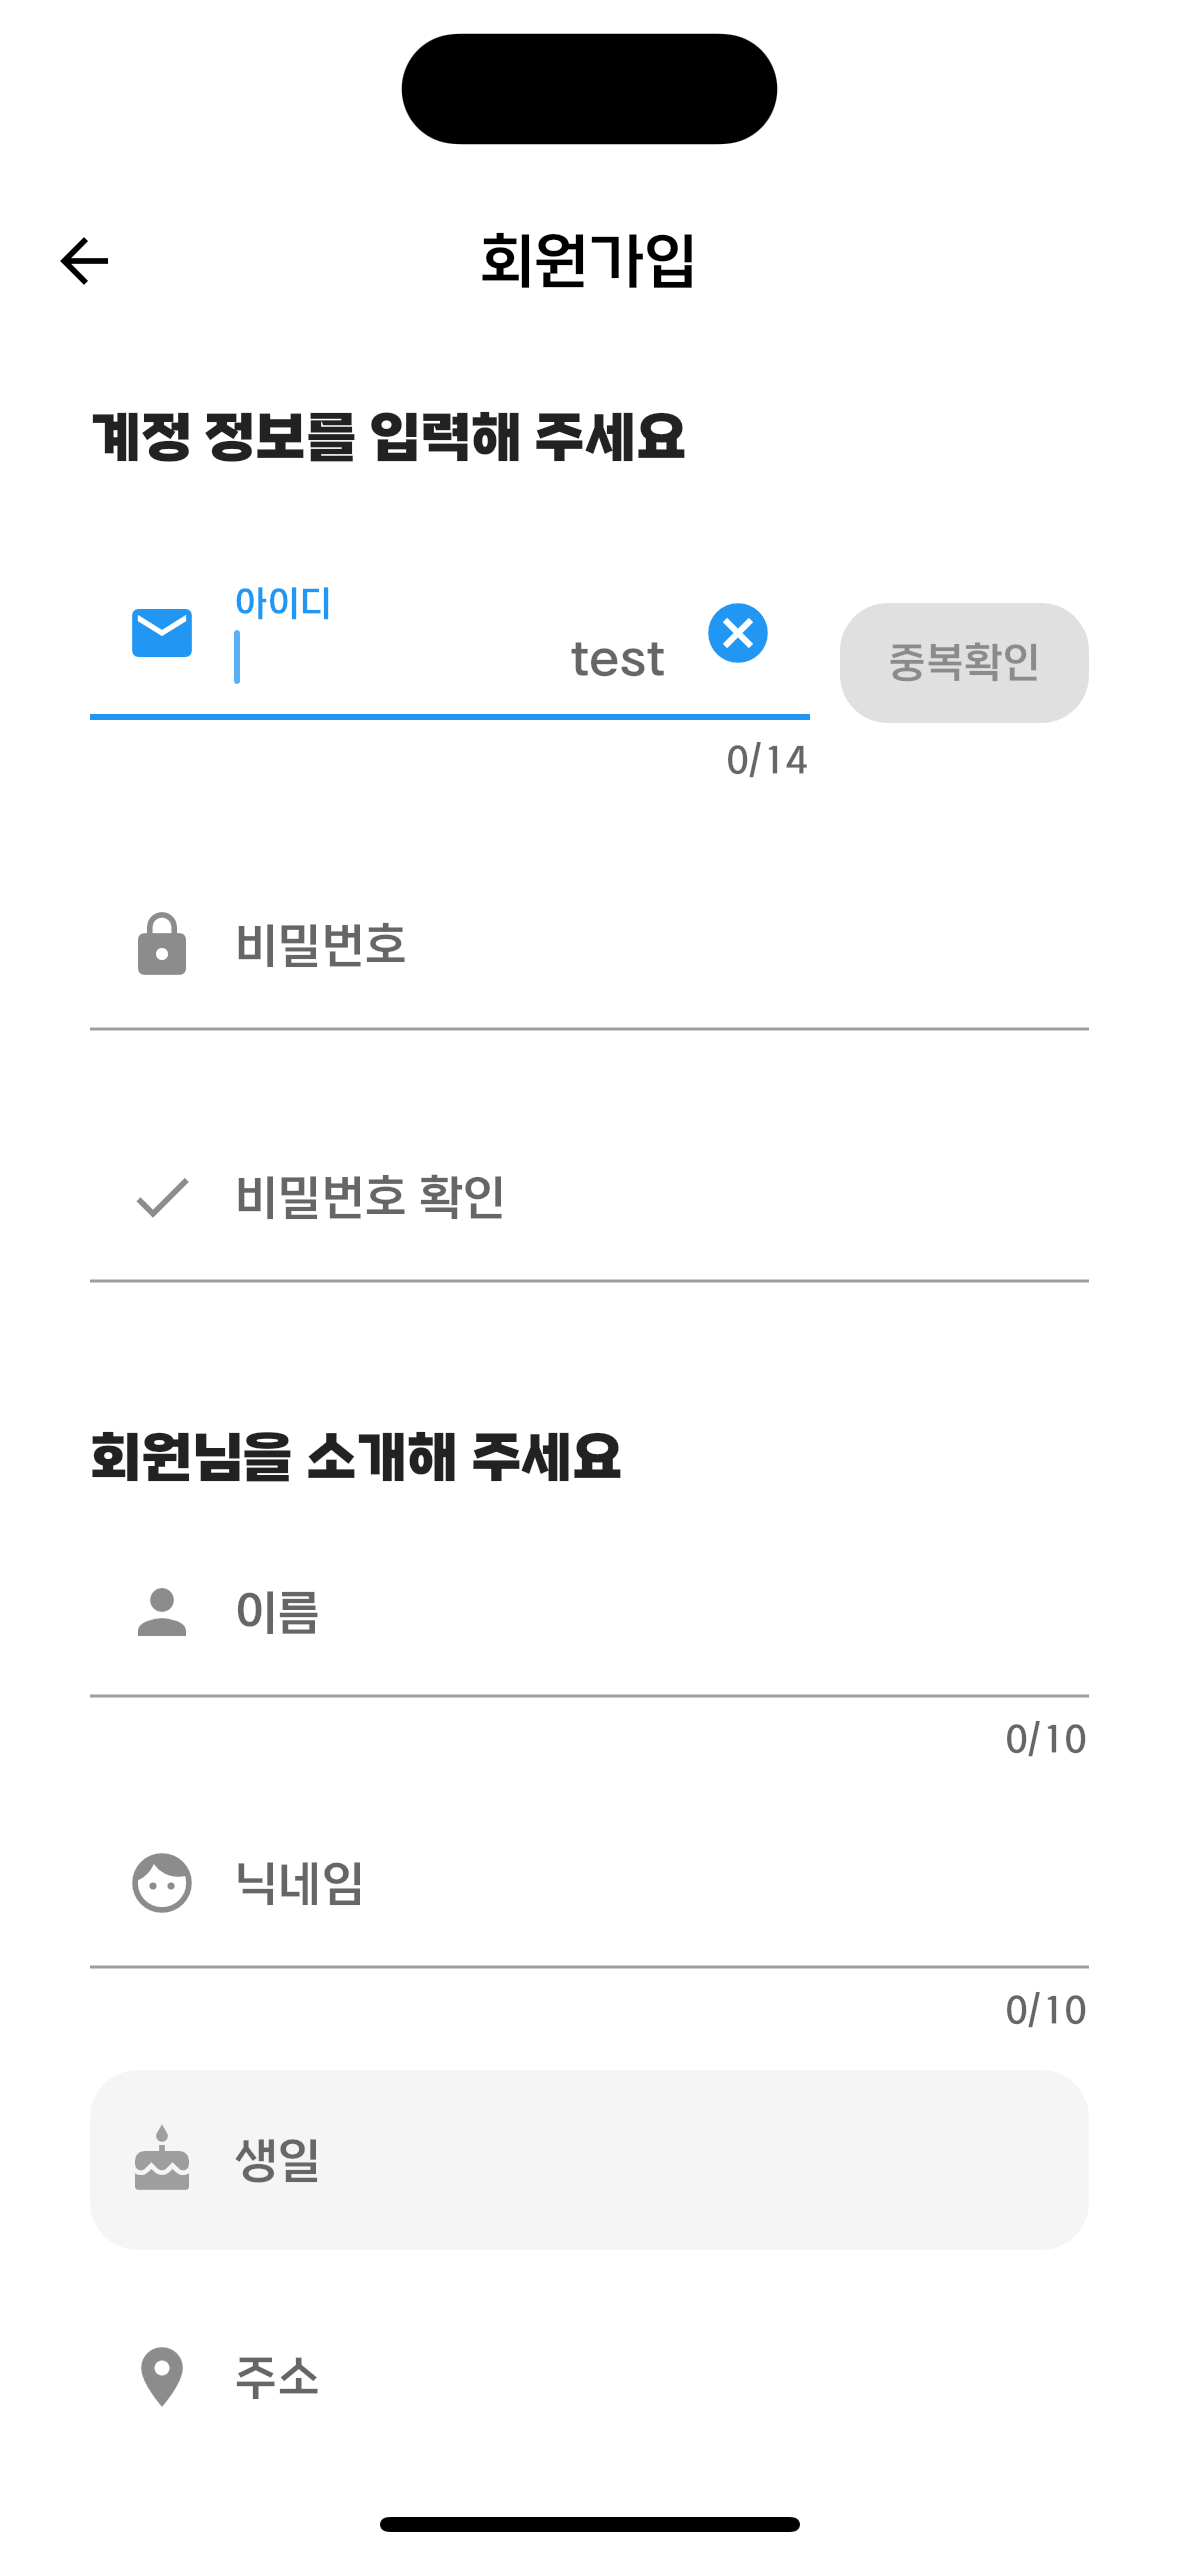 회원가입
계정 정보를 입력해 주세요
아이디
test
중복확인
0/14
비밀번호
비밀번호 확인
회원님을 소개해 주세요
이름
0/10
닉네임
0/10
생일
주소